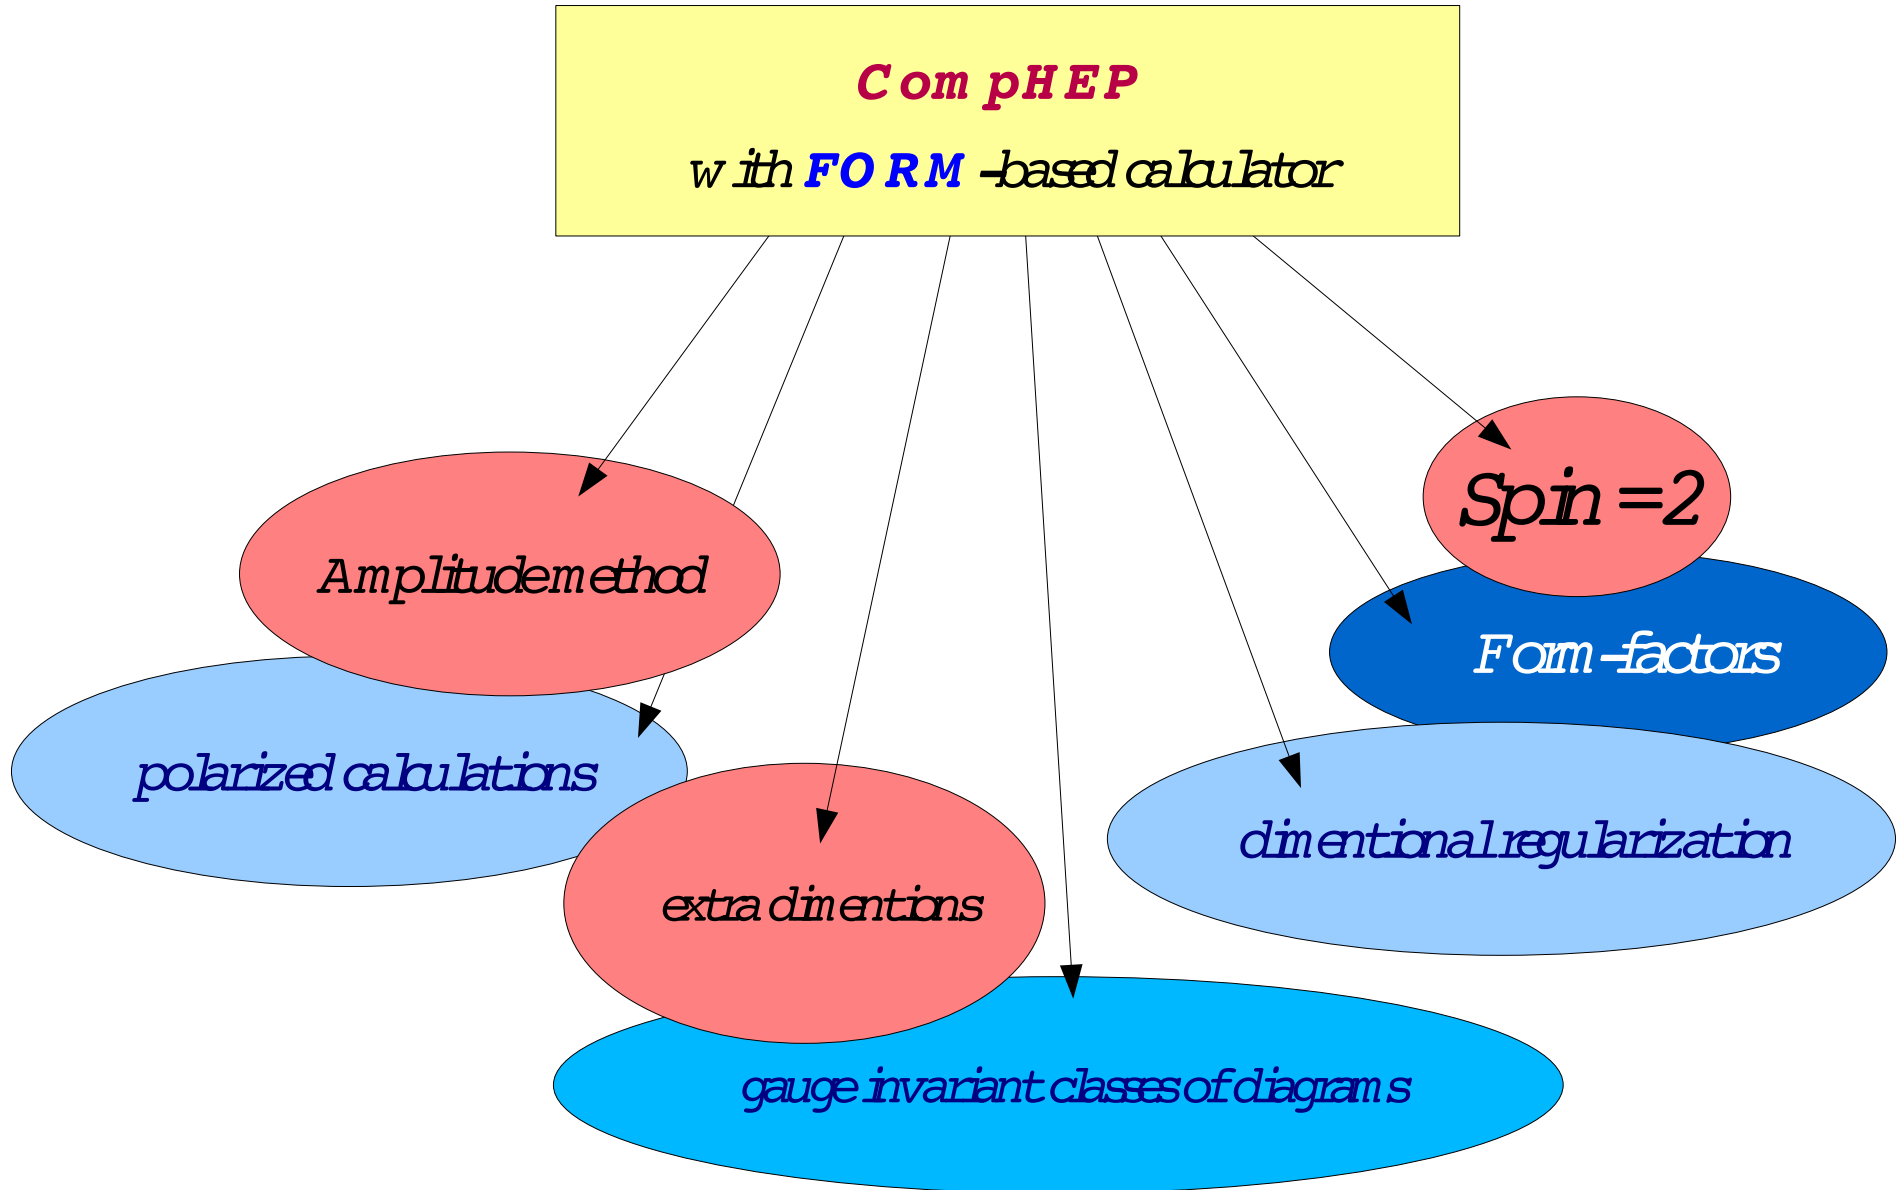 CompHEP
with FORM-based calculator
Spin=2
Amplitude method
Form-factors
polarized calculations
dimentional regularization
extra dimentions
gauge invariant classes of diagrams